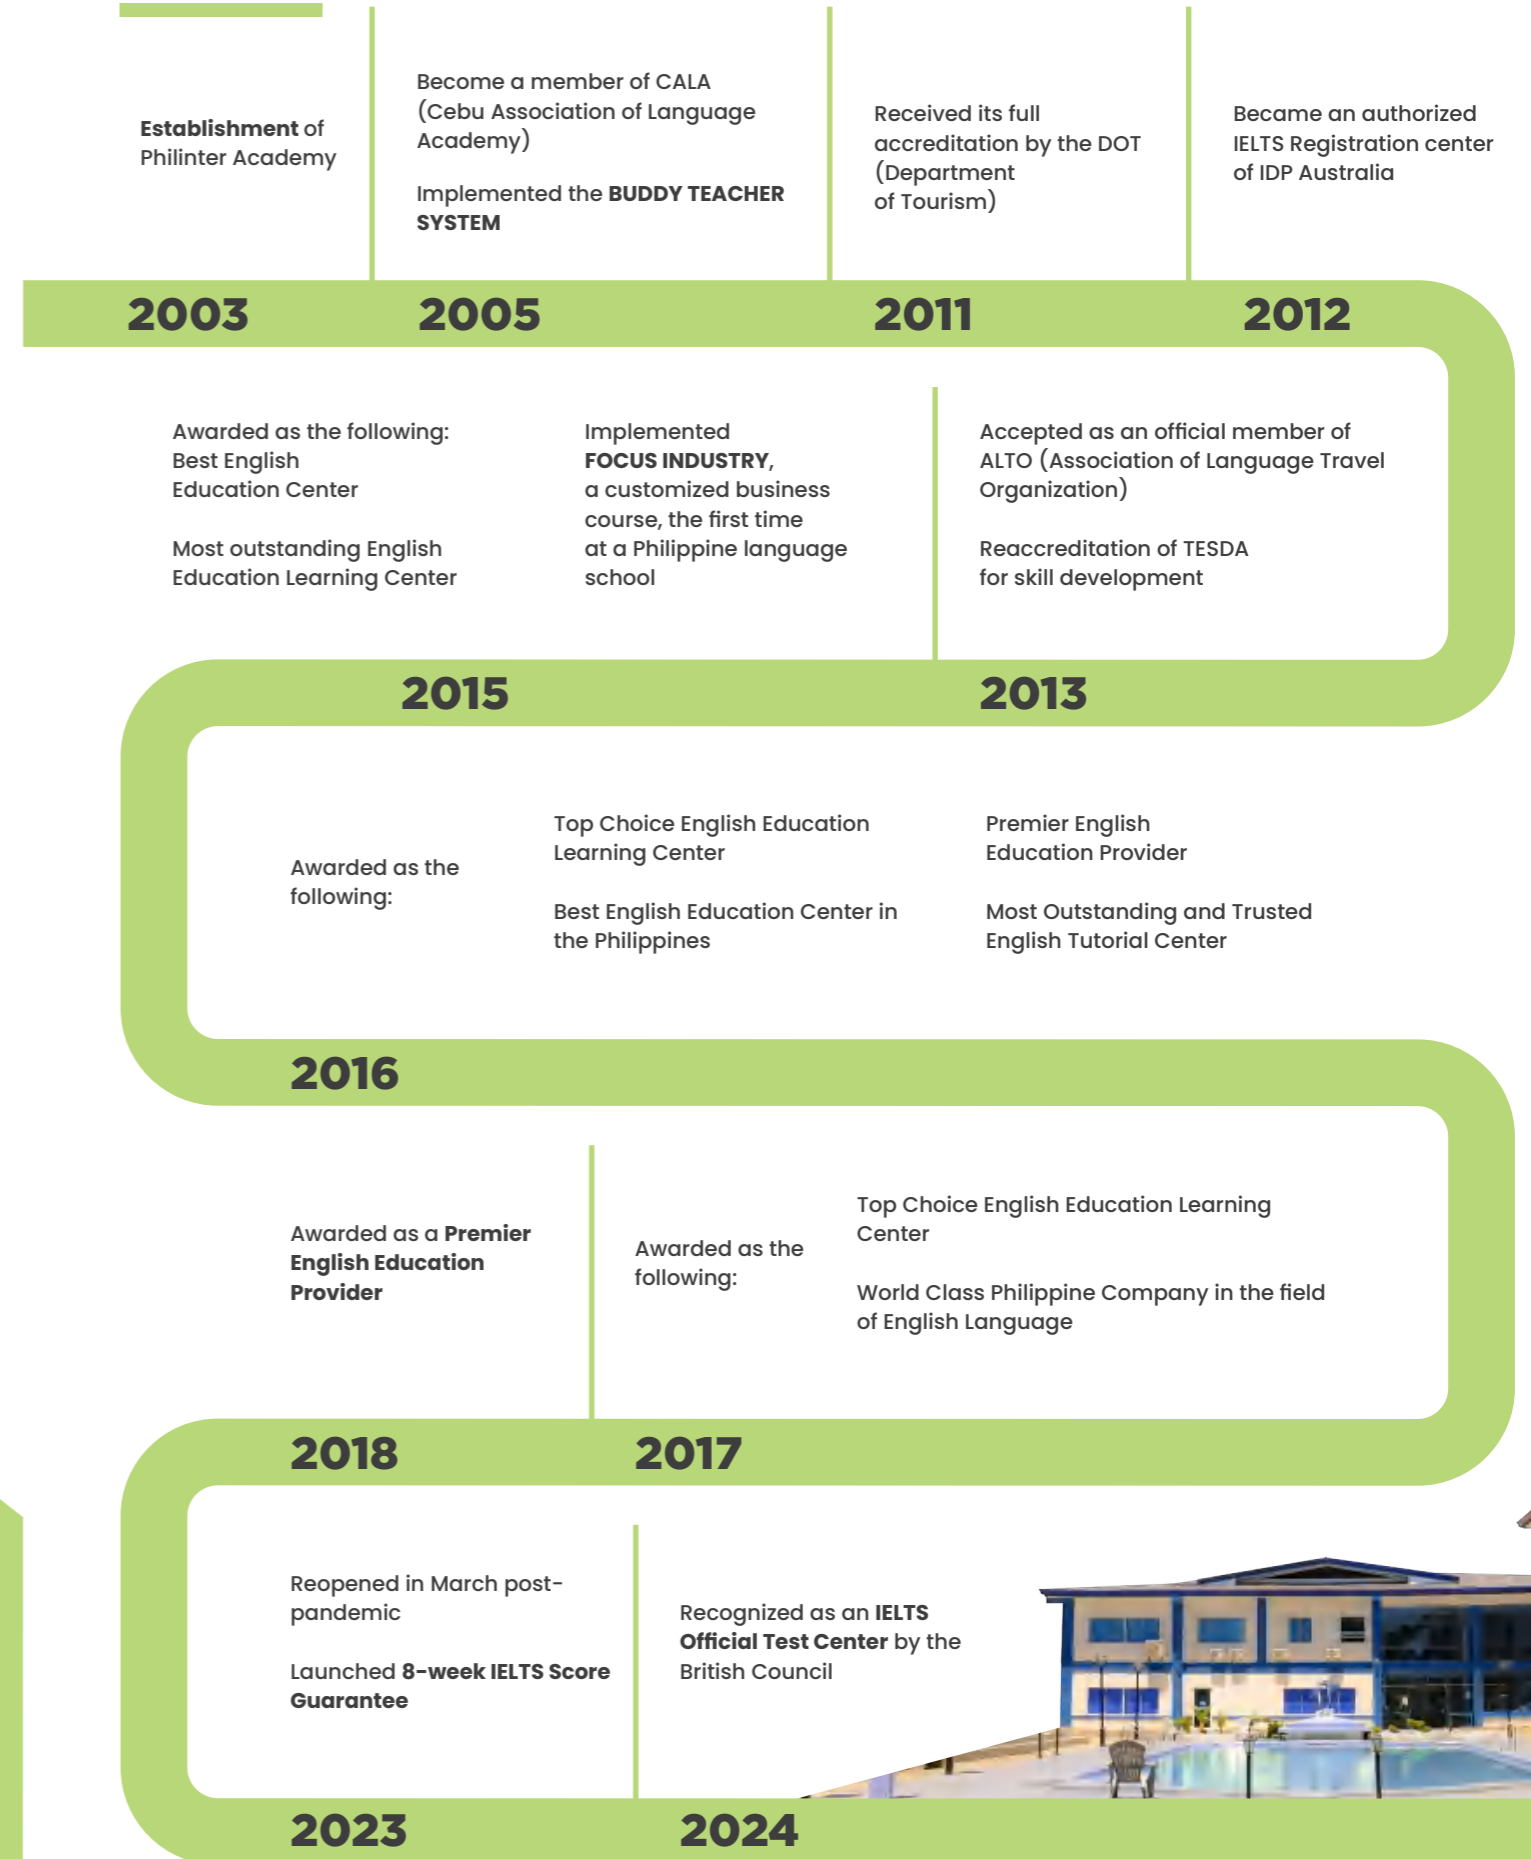 Establishment of
Philinter Academy
Become a member of CALA
(Cebu Association of Language
Academy)
Implemented the BUDDY TEACHER
SYSTEM
Received its full
accreditation by the DOT
(Department
of Tourism)
Became an authorized
IELTS Registration center
of IDP Australia
2003
2005
2011
2012
Awarded as the following:
Best English
Education Center
Most outstanding English
Education Learning Center
Implemented
FOCUS INDUSTRY,
a customized business
course, the first time
at a Philippine language
school
Accepted as an official member of
ALTO (Association of Language Travel
Organization)
Reaccreditation of TESDA
for skill development
2015
2013
Awarded as the
following:
Top Choice English Education
Learning Center
Best English Education Center in
the Philippines
Premier English
Education Provider
Most Outstanding and Trusted
English Tutorial Center
2016
Awarded as a Premier
English Education
Provider
Awarded as the
following:
Top Choice English Education Learning
Center
World Class Philippine Company in the field
of English Language
2018
2017
Reopened in March post-
pandemic
Launched 8-week IELTS Score
Guarantee
Recognized as an IELTS
Official Test Center by the
British Council
2023
2024